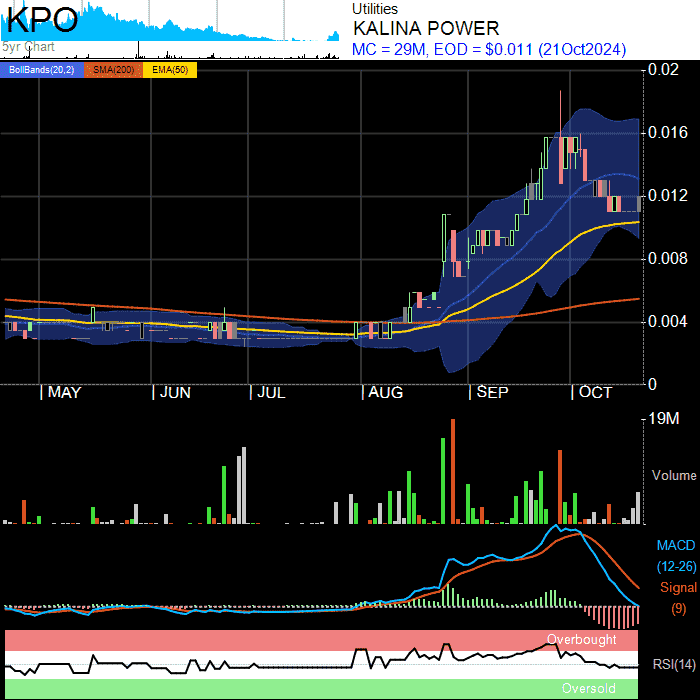 KPO
5yr Chart
Utilities
KALINA POWER
MC = 29M, EOD = $0.011 (21Oct2024)
BollBands(20,2) SMA(200) EMA(50)
0.02
0.016
0.012
0.008
0.004
0
MAY JUN JUL AUG SEP OCT
19M
Volume
MACD
(12-26)
Signal
(9)
Overbought
RSI(14)
Oversold